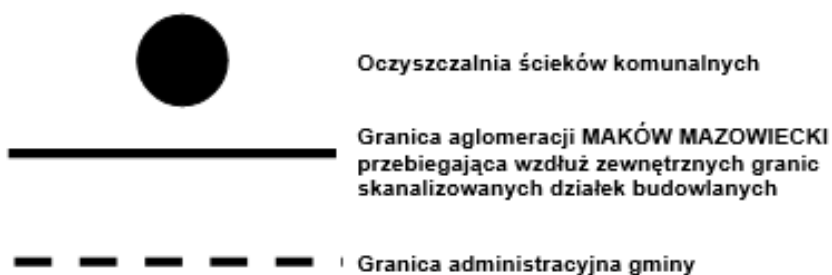 Oczyszczalnia ścieków komunalnych
Granica aglomeracji MAKÓW MAZOWIECKI
przebiegająca wzdłuż zewnętrznych granic
skanalizowanych działek budowlanych
Granica administracyjna gminy